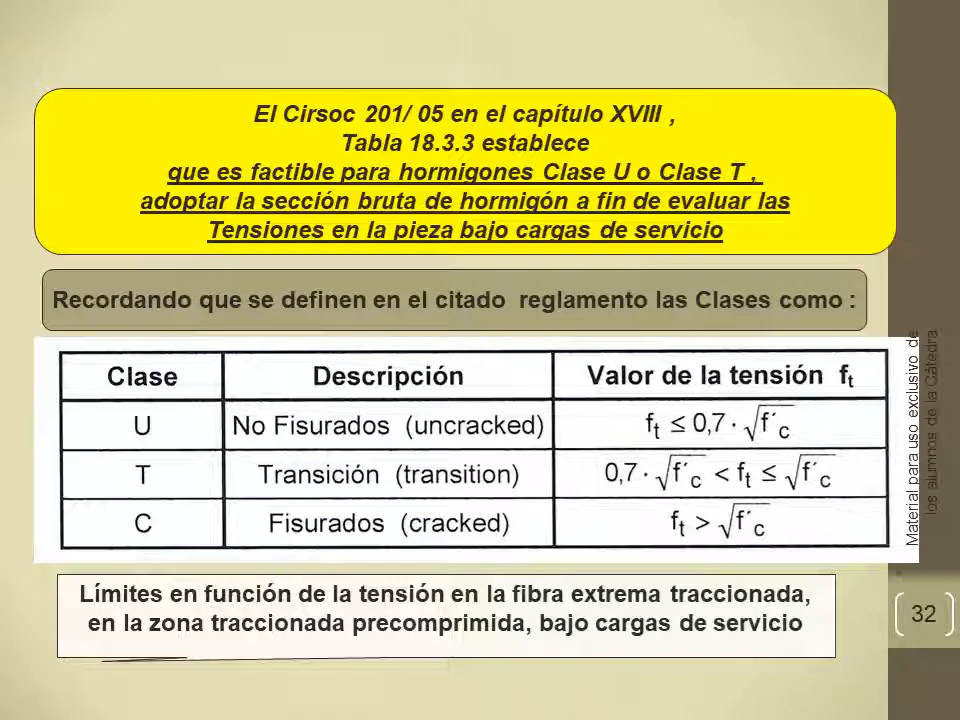 El Cirsoc 201/ 05 en el capítulo XVIII ,
Tabla 18.3.3 establece
que es factible para hormigones Clase U o Clase T ,
adoptar la sección bruta de hormigón a fin de evaluar las
Tensiones en la pieza bajo cargas de servicio
Recordando que se definen en el citado reglamento las Clases como :
Clase Descripción Valor de la tensión fₜ
U No Fisurados (uncracked) fₜ ≤ 0,7 · √f´c
T Transición (transition) 0,7 · √f´c < fₜ ≤ √f´c
C Fisurados (cracked) fₜ > √f´c
Límites en función de la tensión en la fibra extrema traccionada,
en la zona traccionada precomprimida, bajo cargas de servicio
Material para uso exclusivo de
los alumnos de la Cátedra
32